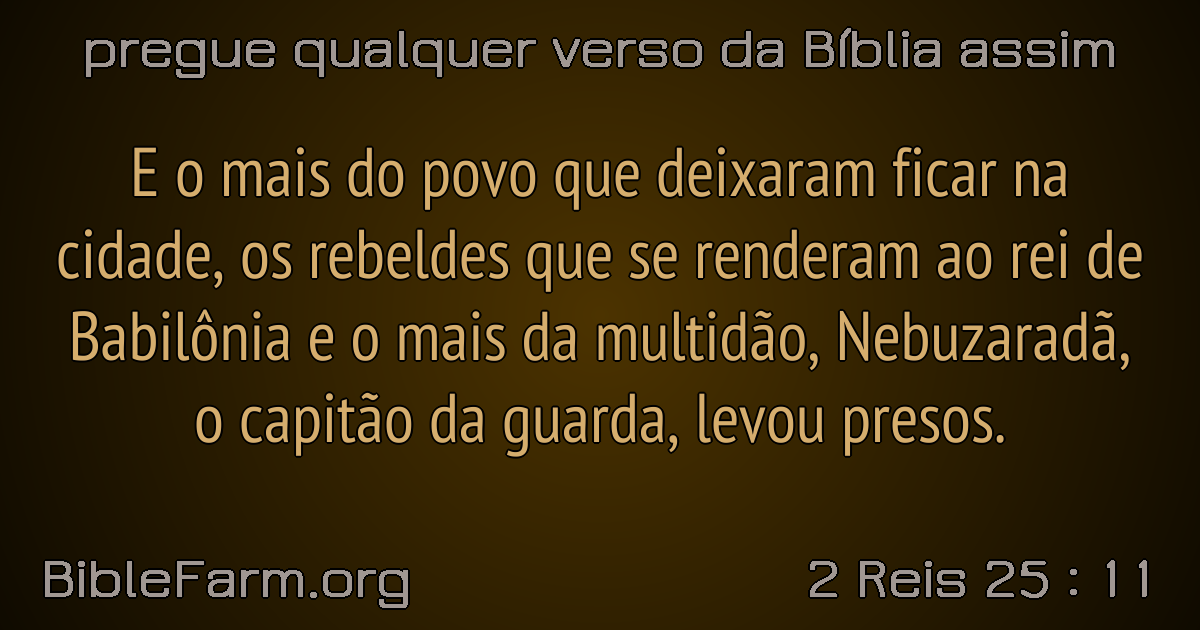 pregue qualquer verso da Bíblia assim
E o mais do povo que deixaram ficar na
cidade, os rebeldes que se renderam ao rei de
Babilônia e o mais da multidão, Nebuzaradã,
o capitão da guarda, levou presos.
BibleFarm.org
2 Reis 25 : 11